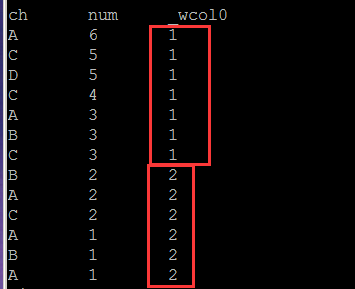 ch num _wcol0
A 6 1
C 5 1
D 5 1
C 4 1
A 3 1
B 3 1
C 3 1
B 2 2
A 2 2
C 2 2
A 1 2
B 1 2
A 1 2